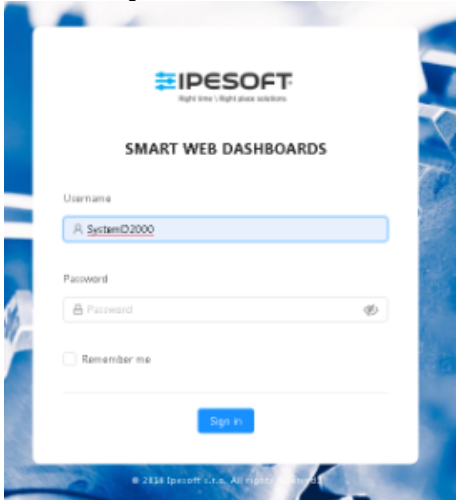 IPESOFT
Right time \ Right place solutions
SMART WEB DASHBOARDS
Username
SystemD2000
Password
Password
Remember me
Sign in
Ipesoft s.r.o. All rights reserved